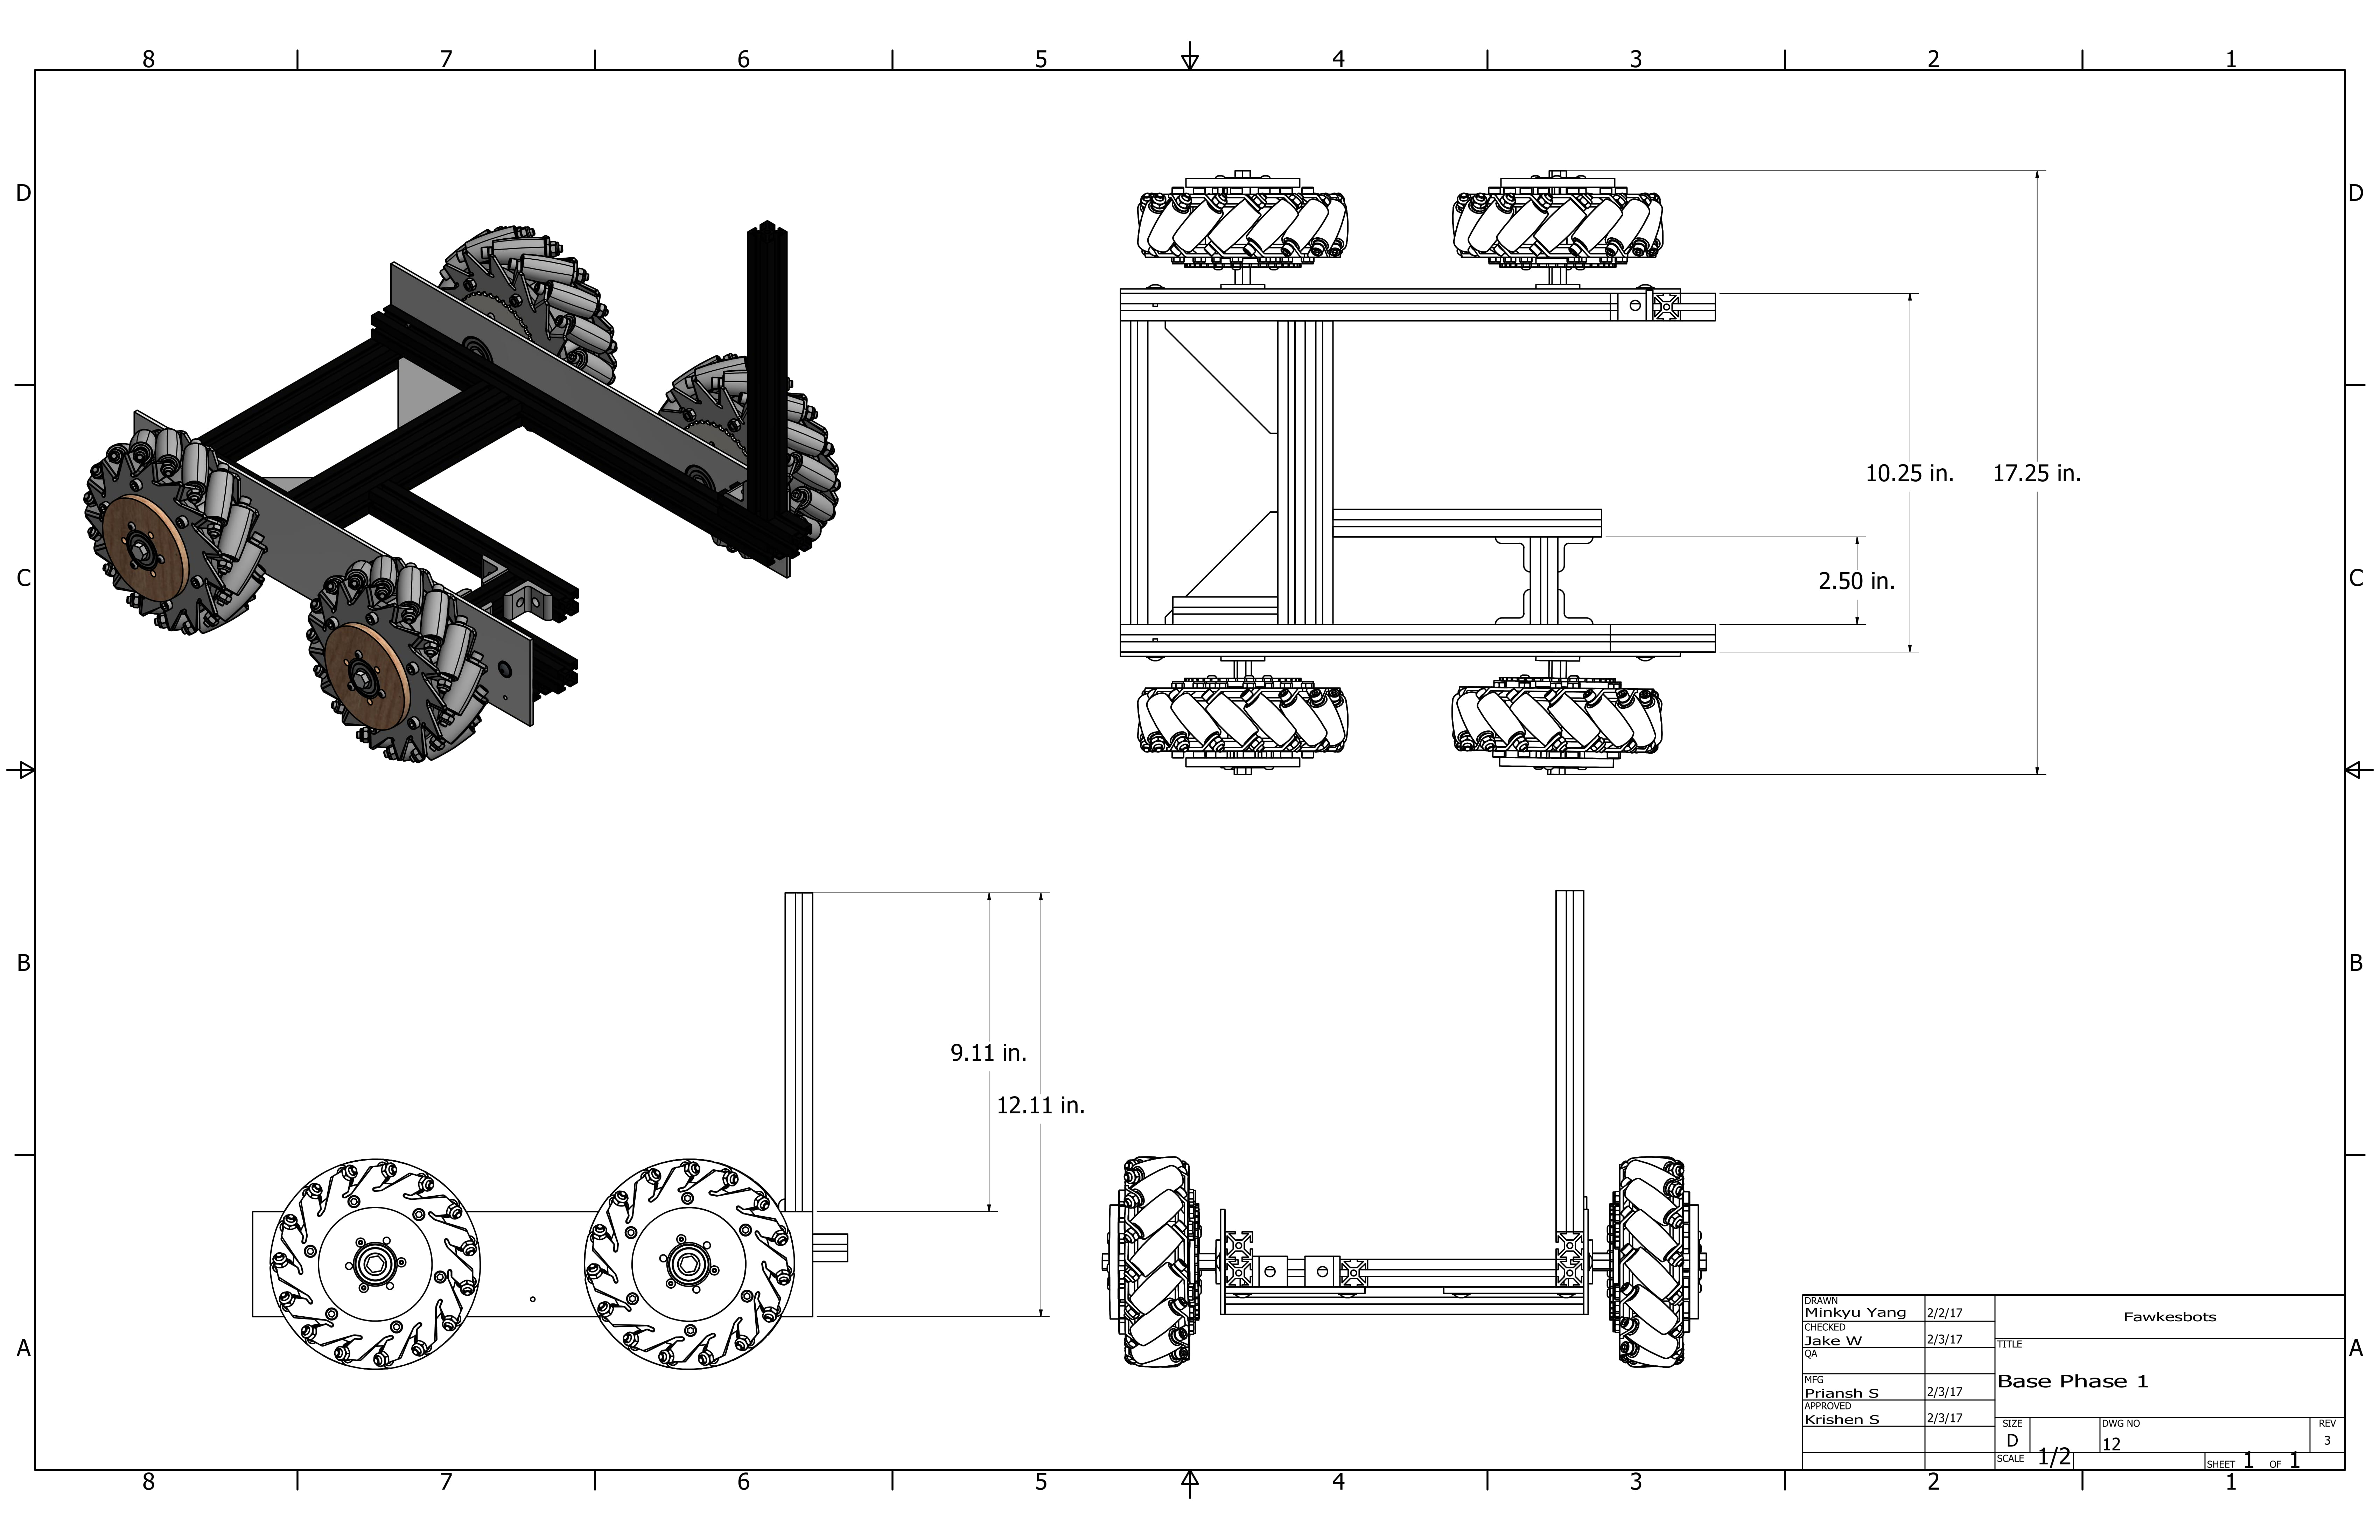 8 7 6 5 4 3 2 1
D D
C C
B B
A A
10.25 in. 17.25 in.
2.50 in.
9.11 in.
12.11 in.
DRAWN
Minkyu Yang 2/2/17
CHECKED
Jake W 2/3/17
QA
MFG
Priansh S 2/3/17
APPROVED
Krishen S 2/3/17
Fawkesbots
TITLE
Base Phase 1
SIZE
D
DWG NO
12
REV
3
SCALE 1/2
SHEET 1 OF 1
8 7 6 5 4 3 2 1